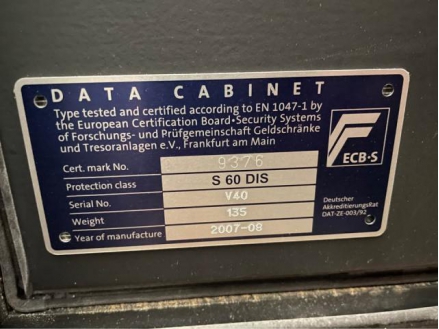 DATA CABINET
Type tested and certified according to EN 1047-1 by
the European Certification Board•Security Systems
of Forschungs- und Prüfgemeinschaft Geldschränke
und Tresoranlagen e.V., Frankfurt am Main
ECB•S
Cert. mark No. 9376
Protection class S 60 DIS
Serial No. V40
Weight 135
Year of manufacture 2007-08
Deutscher
Akkreditierungsrat
DAT-ZE-003/92